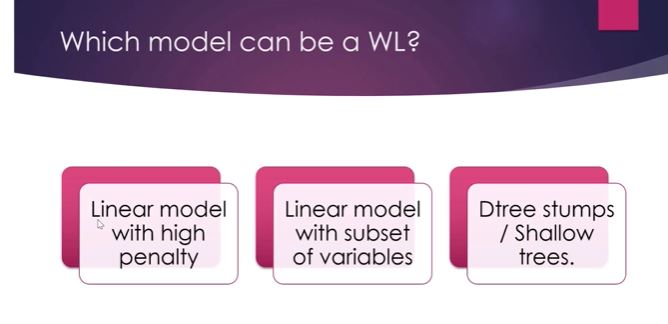 Which model can be a WL?
Linear model
with high
penalty
Linear model
with subset
of variables
Dtree stumps
/ Shallow
trees.